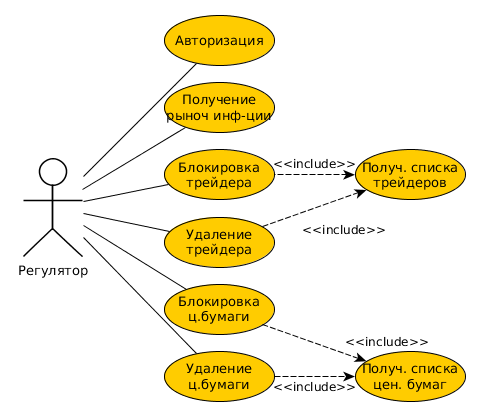 Авторизация
Получение
рыноч инф-ции
Блокировка
трейдера
<<include>>
Получ. списка
трейдеров
Удаление
трейдера
<<include>>
Регулятор
Блокировка
ц.бумаги
<<include>>
Удаление
ц.бумаги
<<include>>
Получ. списка
цен. бумаг